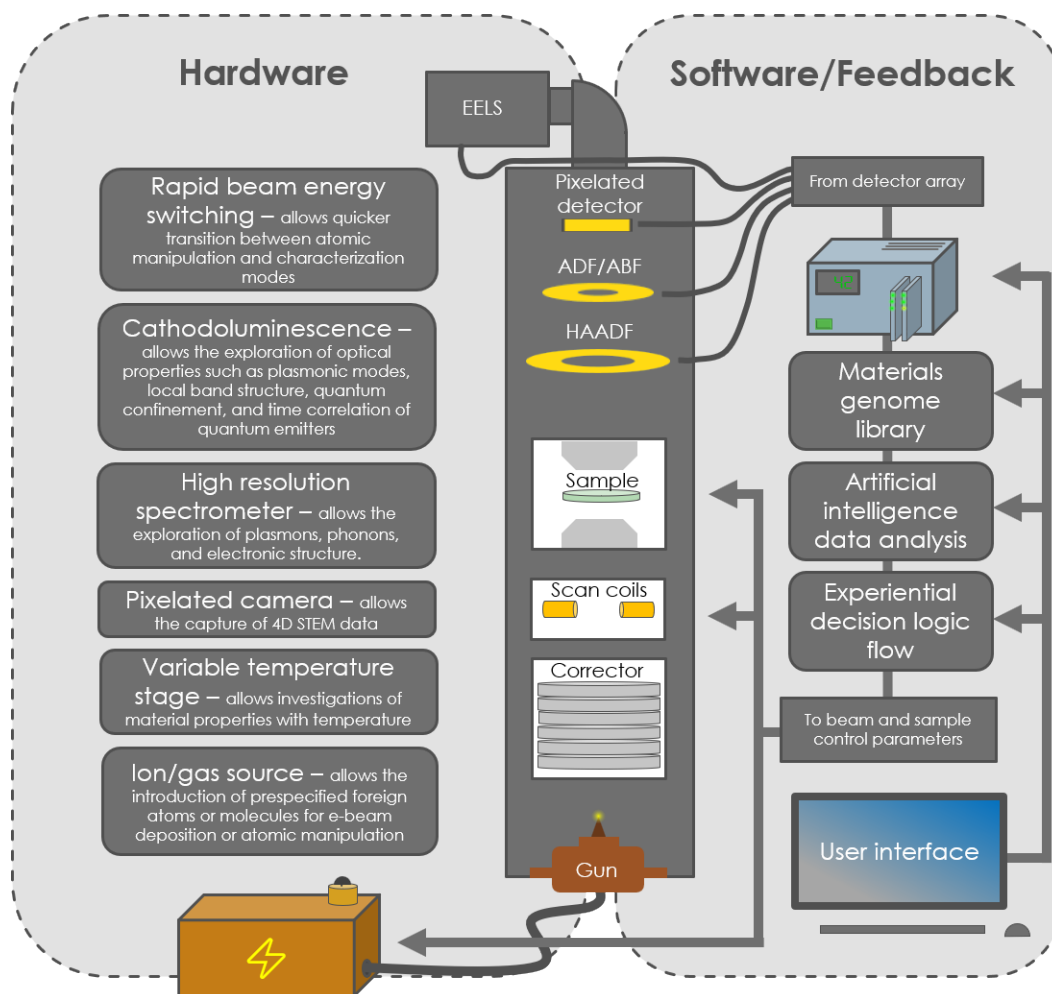 Hardware
Software/Feedback
EELS
Rapid beam energy
switching – allows quicker
transition between atomic
manipulation and characterization
modes
Cathodoluminescence –
allows the exploration of optical
properties such as plasmonic modes,
local band structure, quantum
confinement, and time correlation of
quantum emitters
High resolution
spectrometer – allows the
exploration of plasmons, phonons,
and electronic structure.
Pixelated camera – allows
the capture of 4D STEM data
Variable temperature
stage – allows investigations of
material properties with temperature
Ion/gas source – allows the
introduction of prespecified foreign
atoms or molecules for e-beam
deposition or atomic manipulation
Pixelated
detector
ADF/ABF
HAADF
Sample
Scan coils
Corrector
Gun
From detector array
42
Materials
genome
library
Artificial
intelligence
data analysis
Experiential
decision logic
flow
To beam and sample
control parameters
User interface